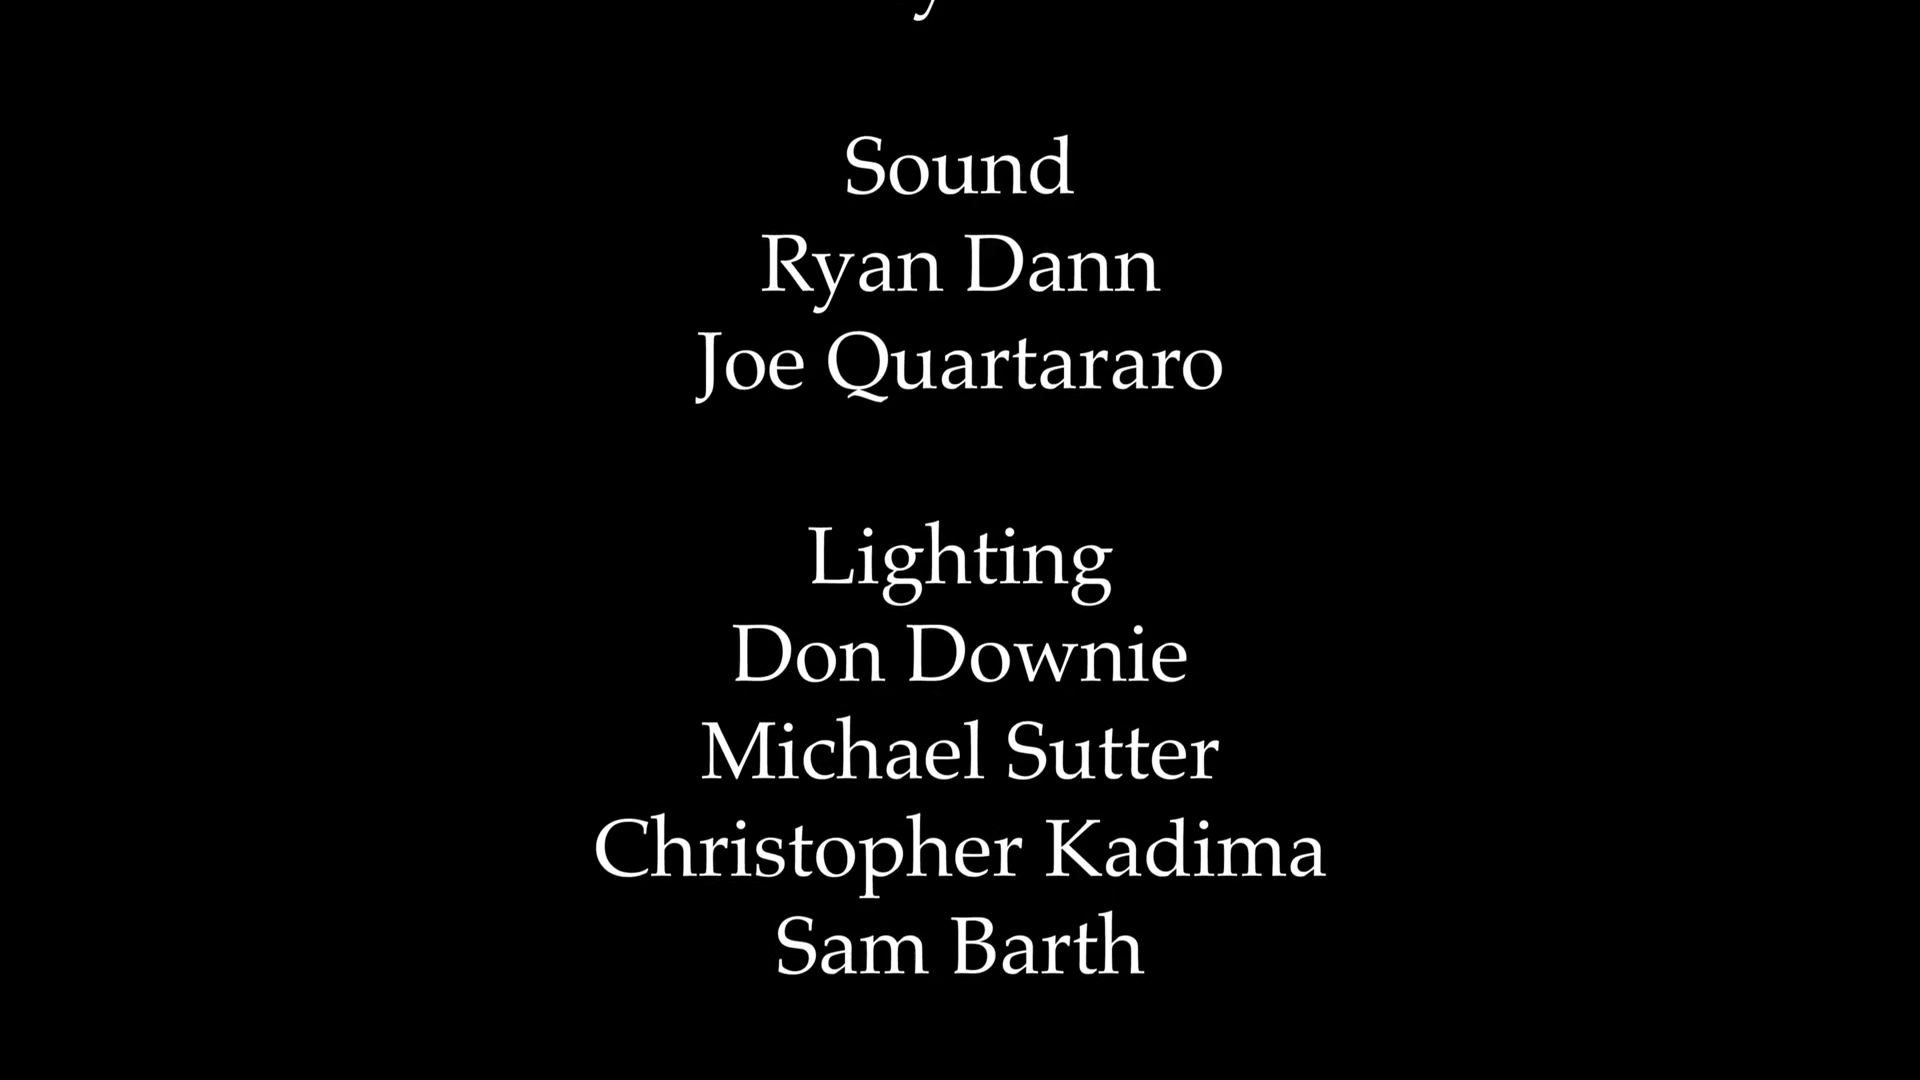 Sound
Ryan Dann
Joe Quartararo
Lighting
Don Downie
Michael Sutter
Christopher Kadima
Sam Barth